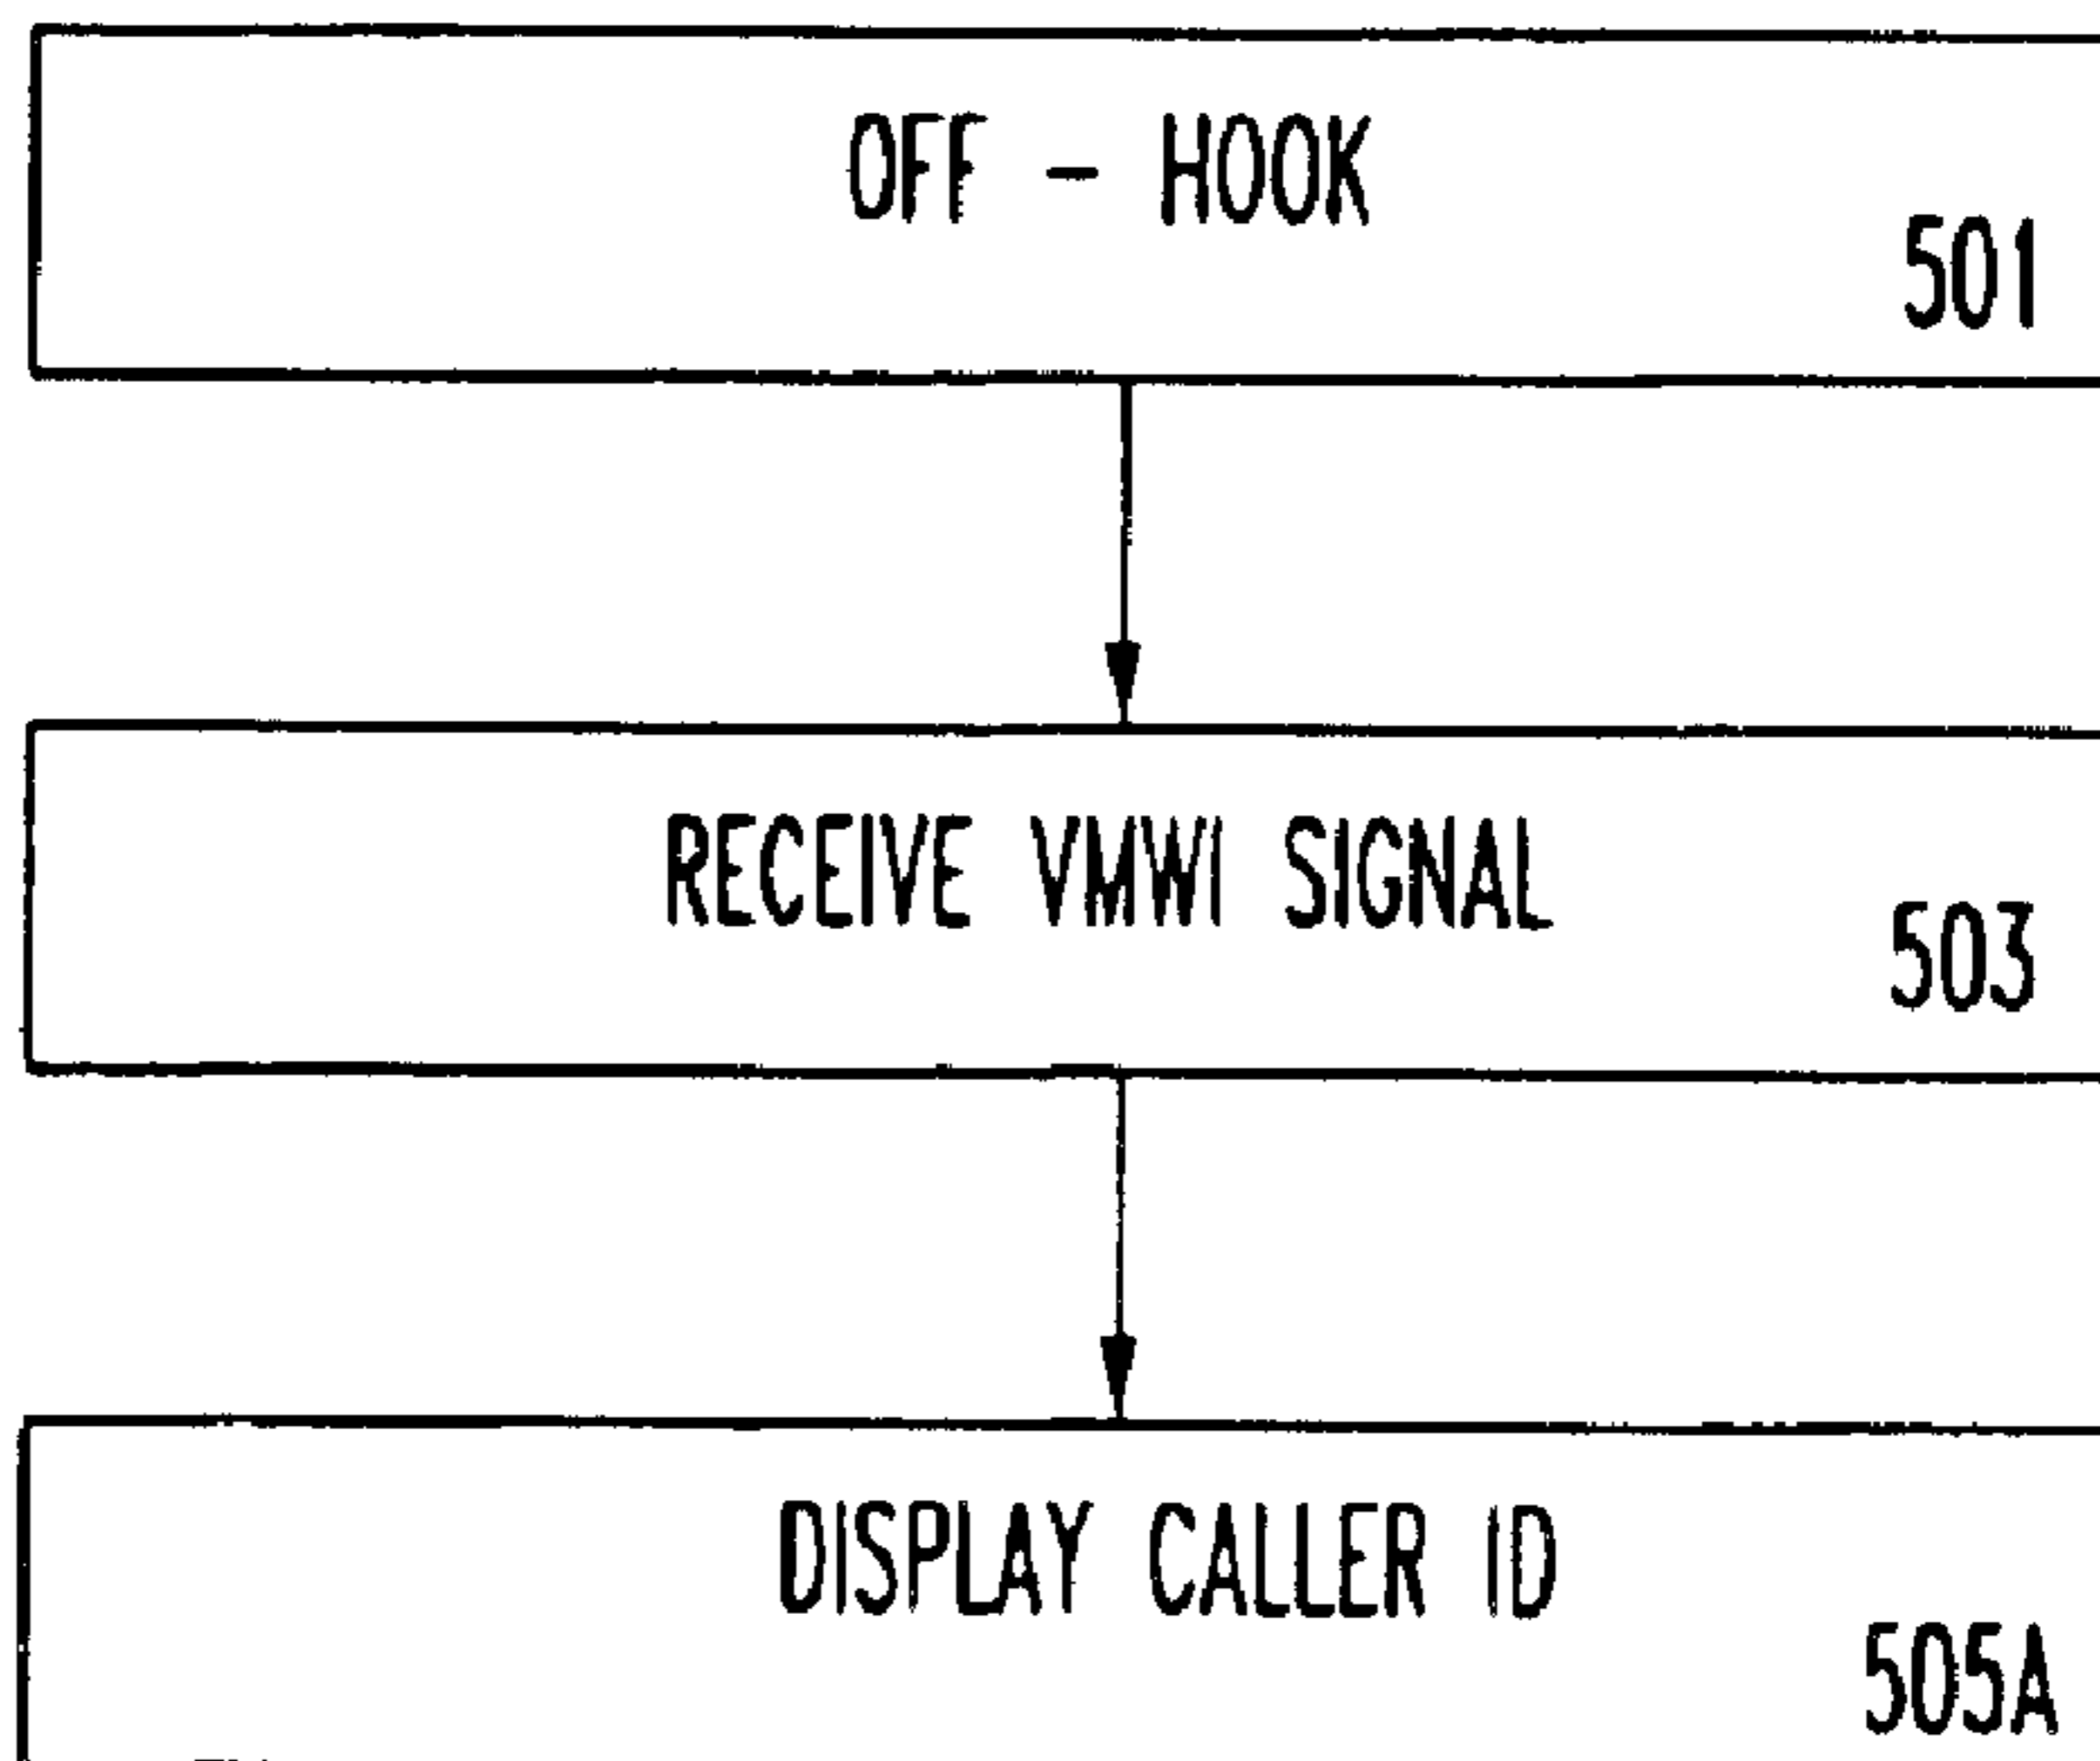 OFF - HOOK
501
RECEIVE VMWI SIGNAL
503
DISPLAY CALLER ID
505A